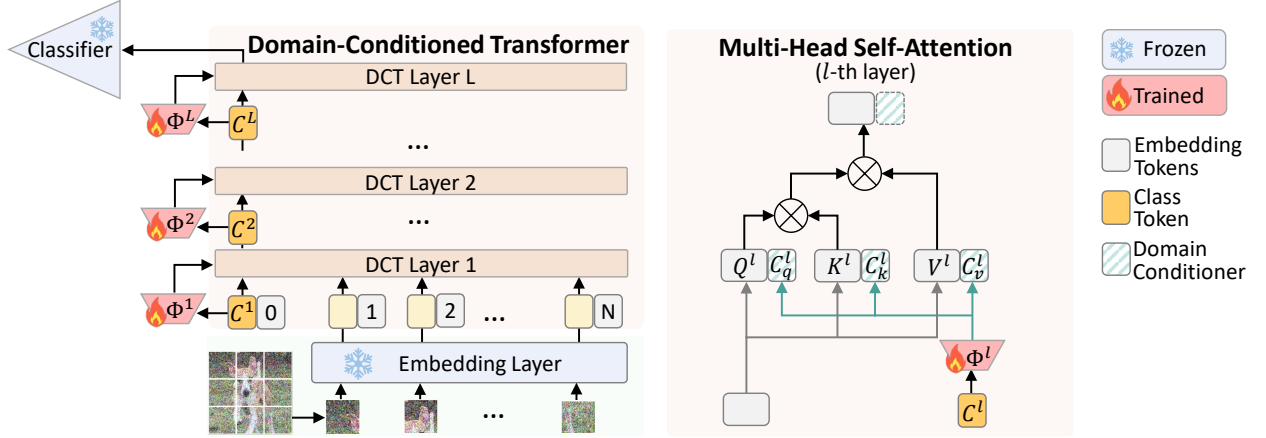 Classifier
Domain-Conditioned Transformer
DCT Layer L
Φ^L
C^L
...
DCT Layer 2
Φ^2
C^2
...
DCT Layer 1
Φ^1
C^1 0
1
2
...
N
Embedding Layer
...
Multi-Head Self-Attention
(l-th layer)
Q^l C_q^l
K^l C_k^l
V^l C_v^l
Φ^l
C^l
Frozen
Trained
Embedding
Tokens
Class
Token
Domain
Conditioner